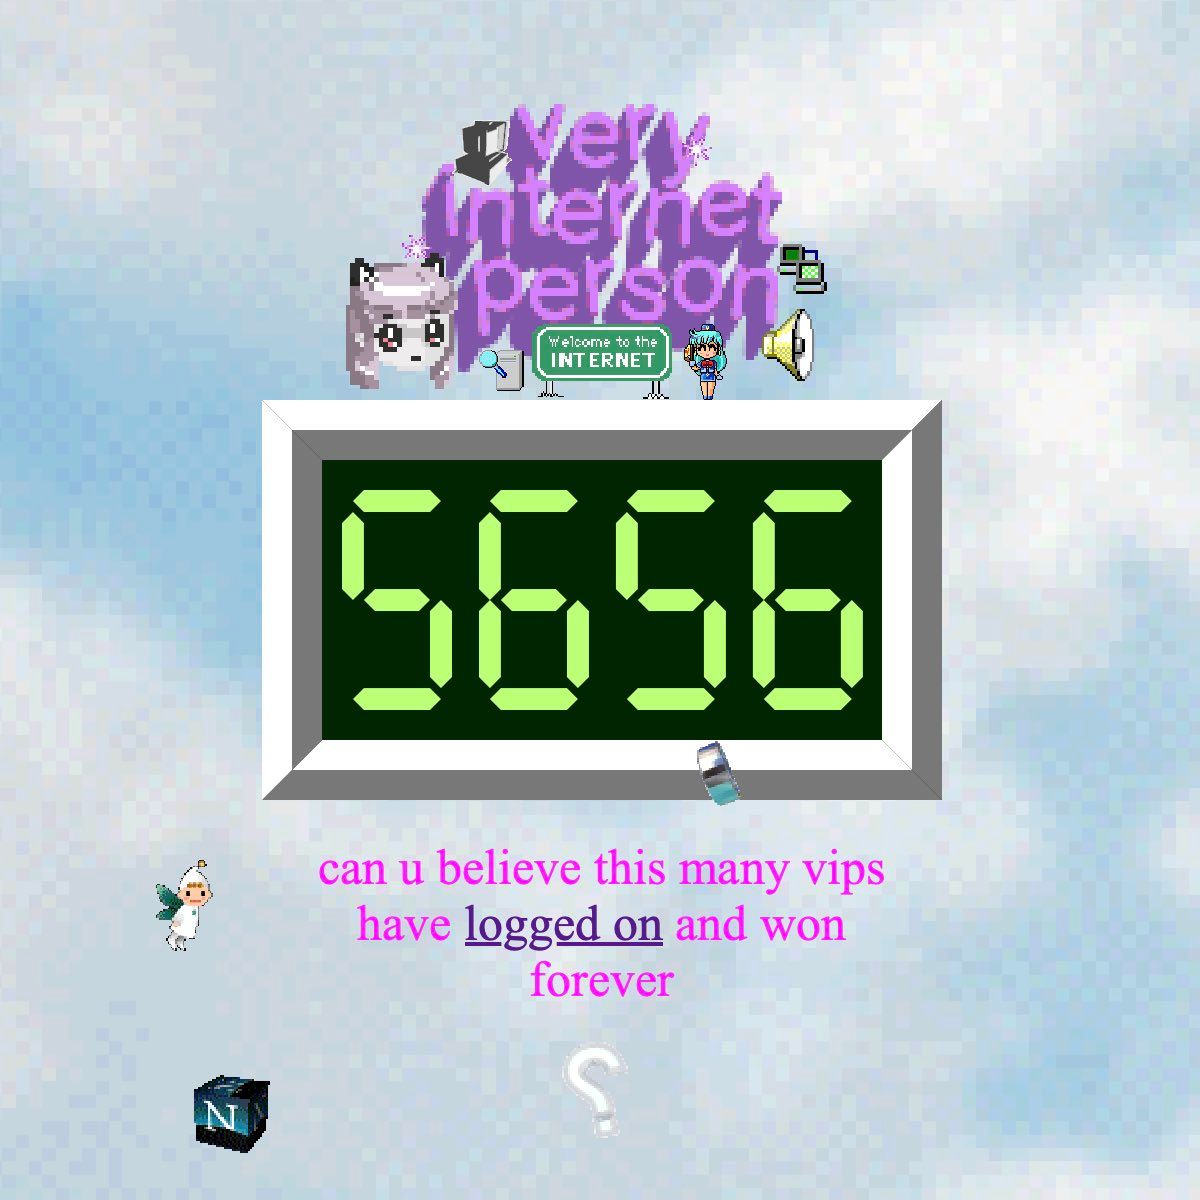 very
internet
person
Welcome to the
INTERNET
5656
can u believe this many vips
have logged on and won
forever
?
N